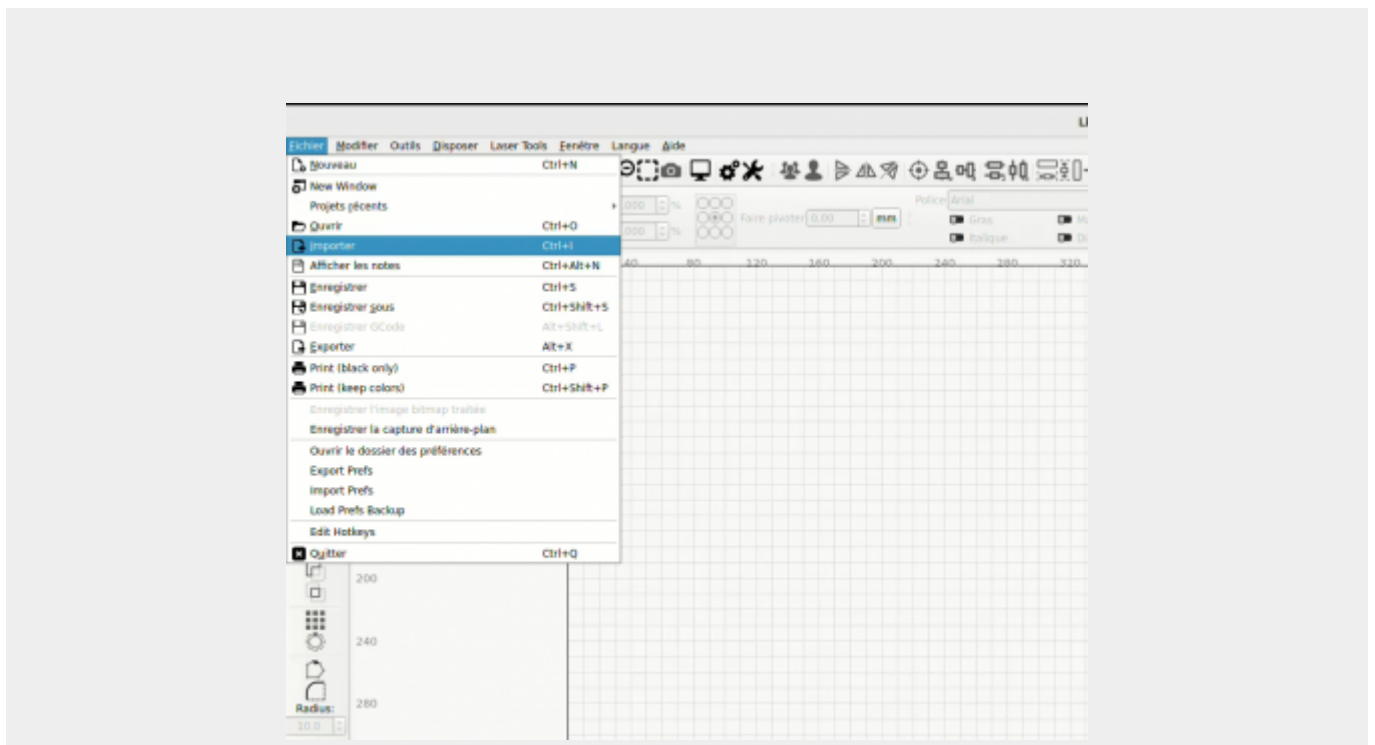 Fichier Modifier Outils Disposer Laser Tools Fenêtre Langue Aide
Nouveau Ctrl+N
New Window
Projets récents
Ouvrir Ctrl+O
Importer Ctrl+I
Afficher les notes Ctrl+Alt+N
Enregistrer Ctrl+S
Enregistrer sous Ctrl+Shift+S
Enregistrer GCode Alt+Shift+L
Exporter Alt+X
Print (black only) Ctrl+P
Print (keep colors) Ctrl+Shift+P
Enregistrer l'image bitmap traitée
Enregistrer la capture d'arrière-plan
Ouvrir le dossier des préférences
Export Prefs
Import Prefs
Load Prefs Backup
Edit Hotkeys
Quitter Ctrl+Q
Police Arial
.000 %
Faire pivoter 0,00 mm
Gras
.000 %
Italique
40 80 120 160 200 240 280 320
200
240
280
Radius:
10.0